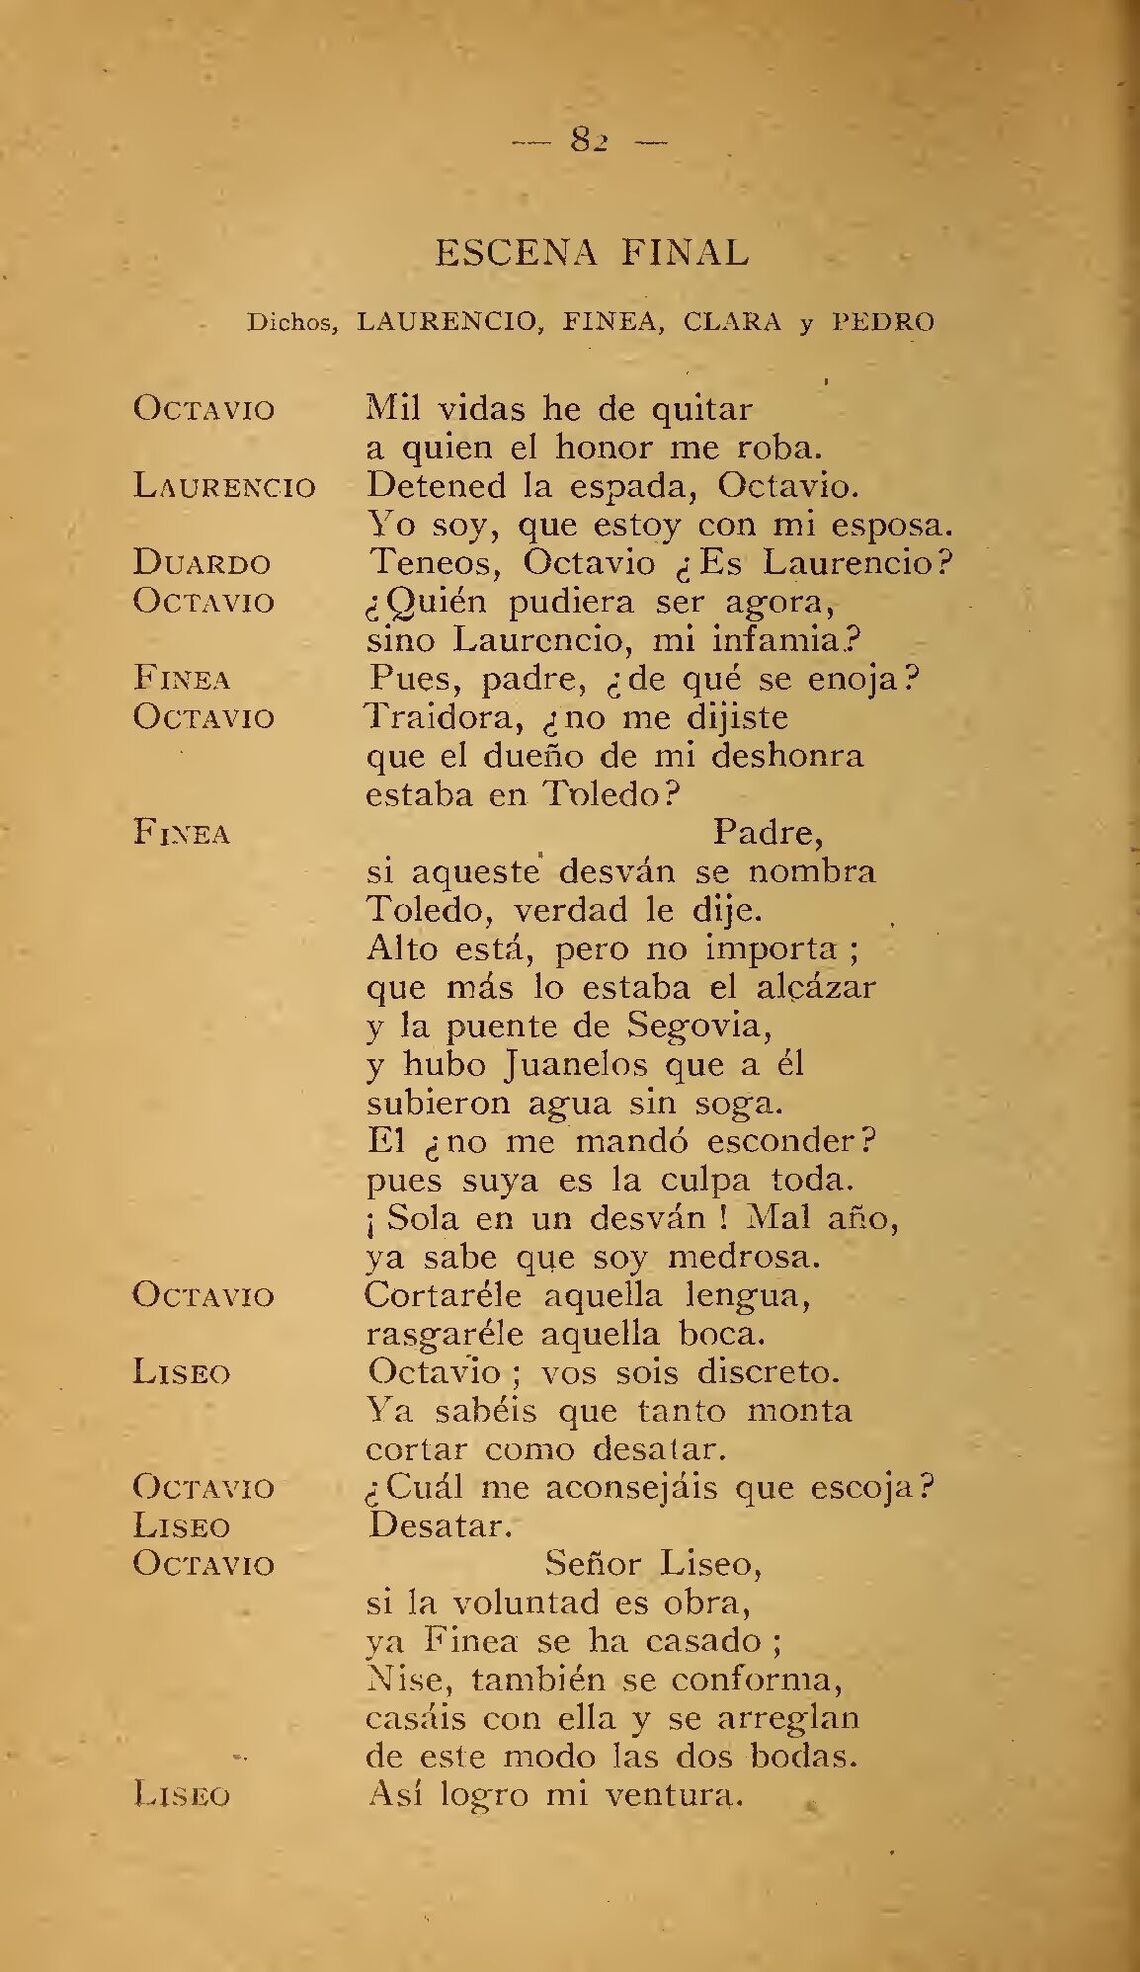 — 82 —
ESCENA FINAL
Dichos, LAURENCIO, FINEA, CLARA y PEDRO
OCTAVIO Mil vidas he de quitar
a quien el honor me roba.
LAURENCIO Detened la espada, Octavio.
Yo soy, que estoy con mi esposa.
DUARDO Teneos, Octavio ¿Es Laurencio?
OCTAVIO ¿Quién pudiera ser agora,
sino Laurencio, mi infamia?
FINEA Pues, padre, ¿de qué se enoja?
OCTAVIO Traidora, ¿no me dijiste
que el dueño de mi deshonra
estaba en Toledo?
FINEA Padre,
si aqueste desván se nombra
Toledo, verdad le dije.
Alto está, pero no importa;
que más lo estaba el alcázar
y la puente de Segovia,
y hubo Juanelos que a él
subieron agua sin soga.
El ¿no me mandó esconder?
pues suya es la culpa toda.
¡Sola en un desván! Mal año,
ya sabe que soy medrosa.
OCTAVIO Cortaréle aquella lengua,
rasgaréle aquella boca.
LISEO Octavio; vos sois discreto.
Ya sabéis que tanto monta
cortar como desatar.
OCTAVIO ¿Cuál me aconsejáis que escoja?
LISEO Desatar.
OCTAVIO Señor Liseo,
si la voluntad es obra,
ya Finea se ha casado;
Nise, también se conforma,
casáis con ella y se arreglan
de este modo las dos bodas.
LISEO Así logro mi ventura.